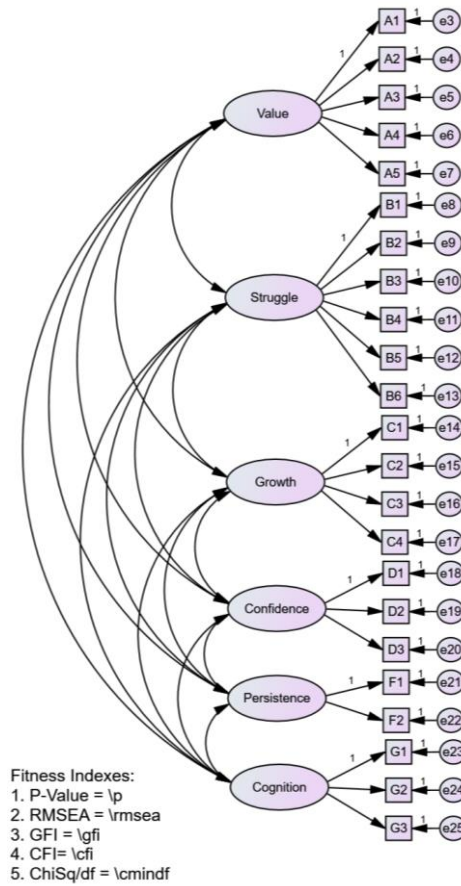 A1 1 e3
1
A2 1 e4
A3 1 e5
Value
A4 1 e6
A5 1 e7
B1 1 e8
1
B2 1 e9
B3 1 e10
Struggle
B4 1 e11
B5 1 e12
B6 1 e13
C1 1 e14
1
C2 1 e15
Growth
C3 1 e16
C4 1 e17
D1 1 e18
1
Confidence
D2 1 e19
D3 1 e20
F1 1 e21
1
Persistence
F2 1 e22
G1 1 e23
1
Cognition
G2 1 e24
G3 1 e25
Fitness Indexes:
1. P-Value = \p
2. RMSEA = \rmsea
3. GFI = \gfi
4. CFI= \cfi
5. ChiSq/df = \cmindf